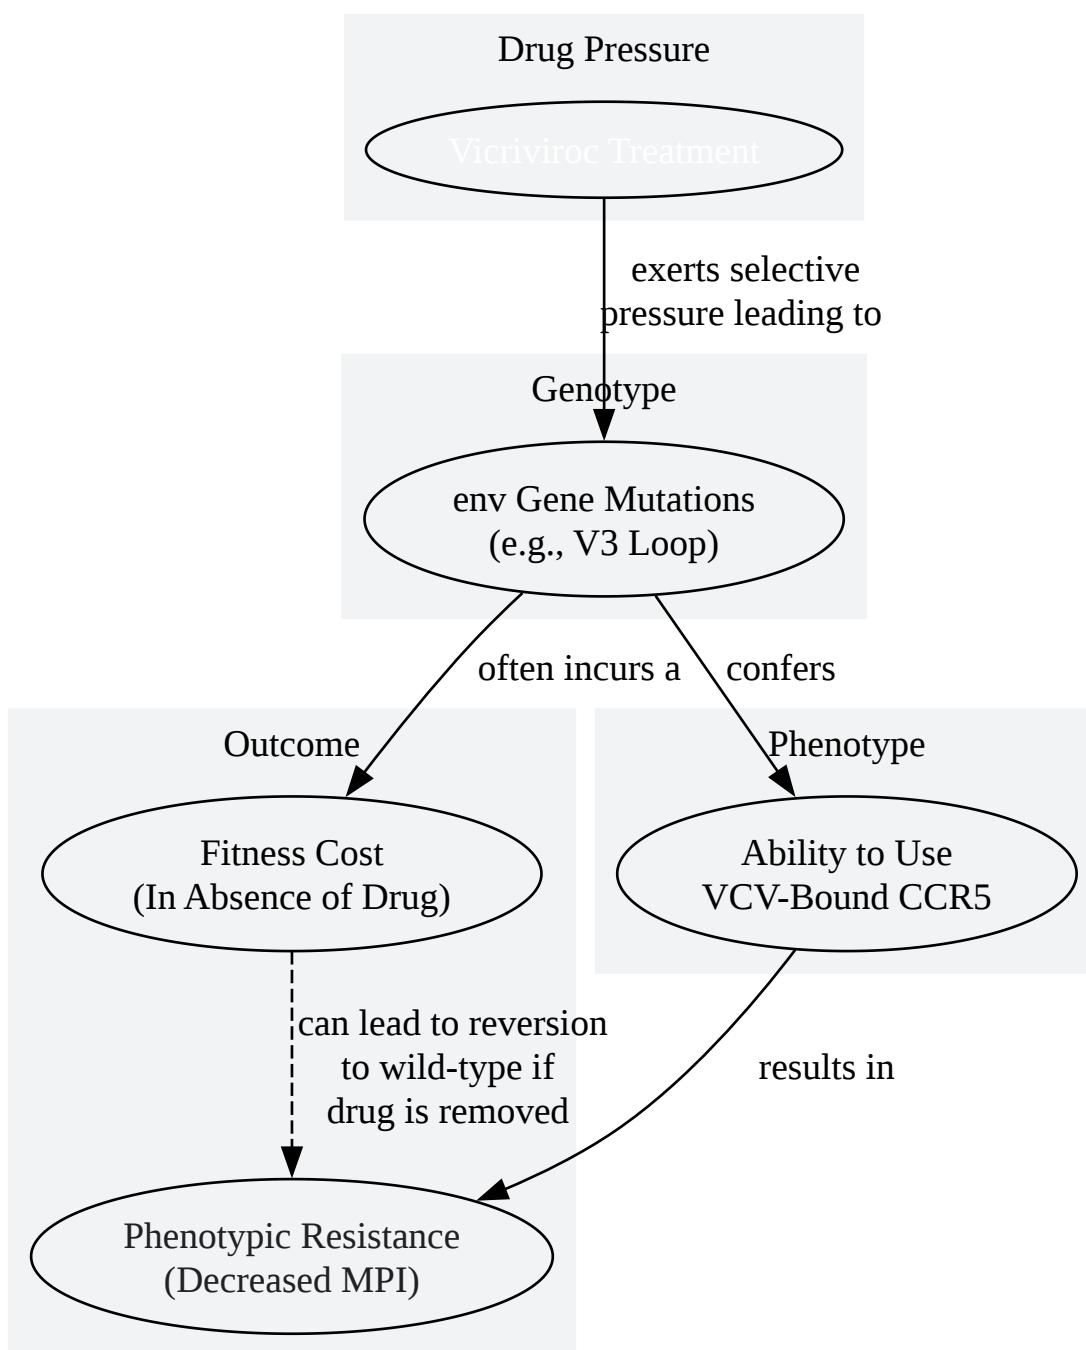 Drug Pressure
Vicriviroc Treatment
exerts selective
pressure leading to
Genotype
env Gene Mutations
(e.g., V3 Loop)
often incurs a
confers
Outcome
Phenotype
Fitness Cost
(In Absence of Drug)
Ability to Use
VCV-Bound CCR5
can lead to reversion
to wild-type if
drug is removed
results in
Phenotypic Resistance
(Decreased MPI)